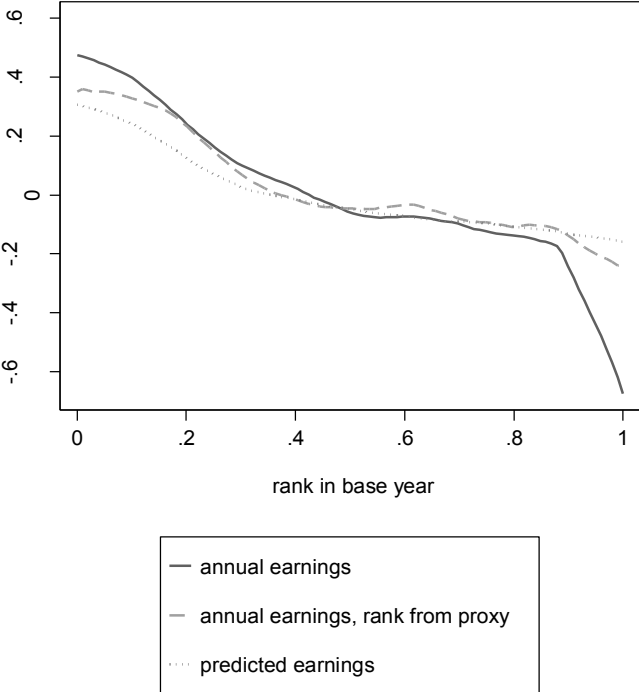 .6
.4
.2
0
-.2
-.4
-.6
0 .2 .4 .6 .8 1
rank in base year
annual earnings
annual earnings, rank from proxy
predicted earnings